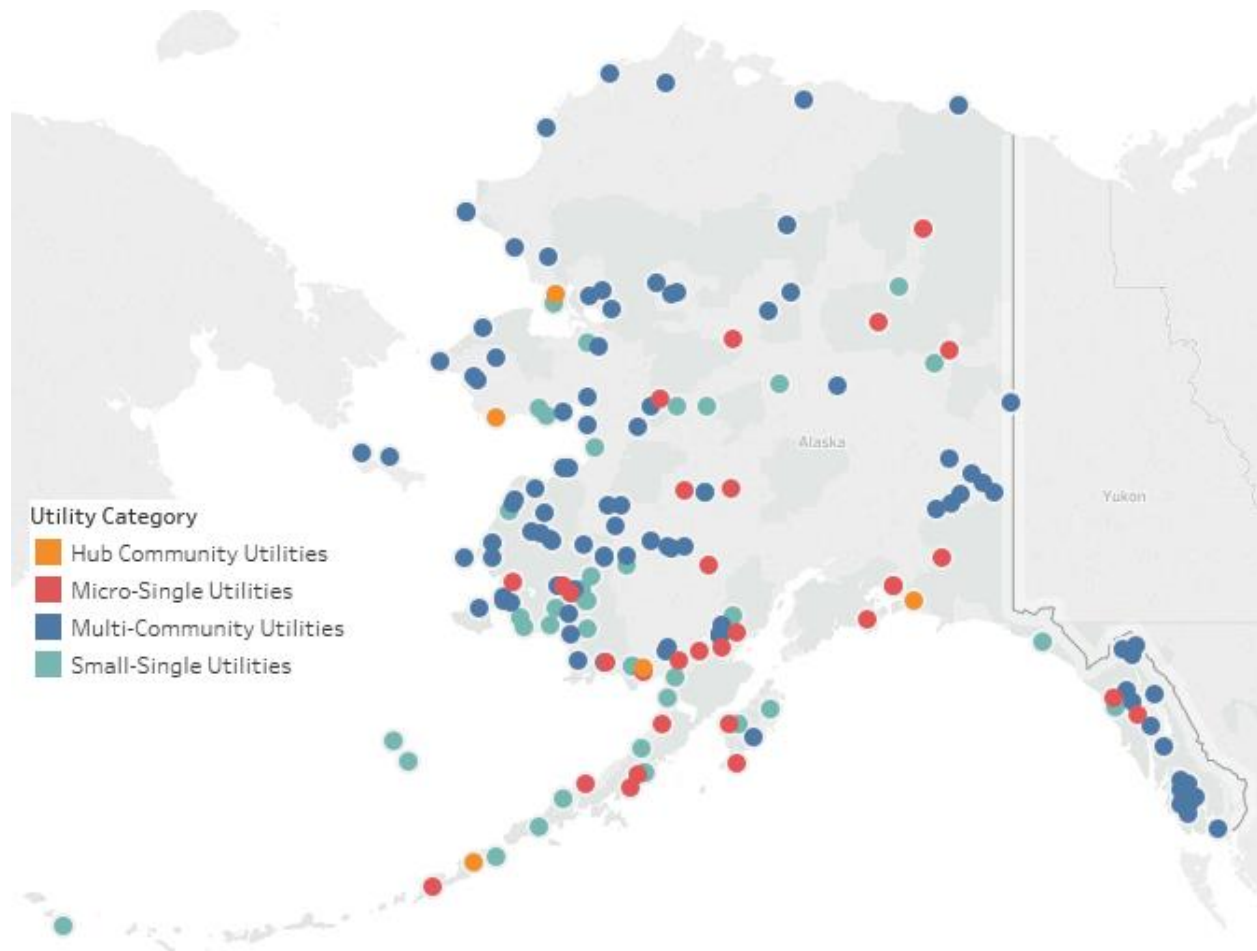 Alaska
Yukon
Utility Category
Hub Community Utilities
Micro-Single Utilities
Multi-Community Utilities
Small-Single Utilities